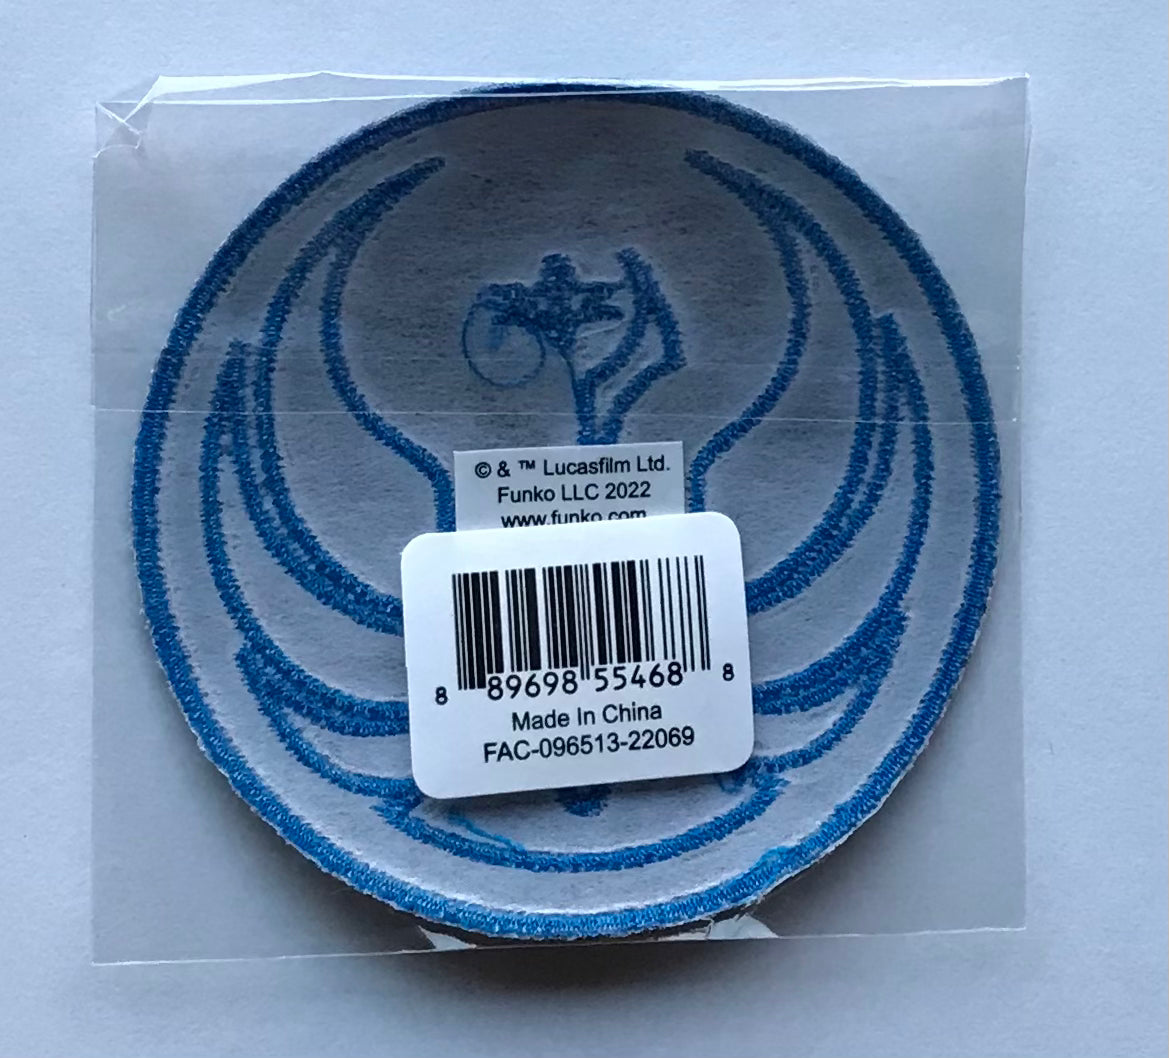 © & ™ Lucasfilm Ltd.
Funko LLC 2022
www.funko.com
8 89698 55468 8
Made In China
FAC-096513-22069